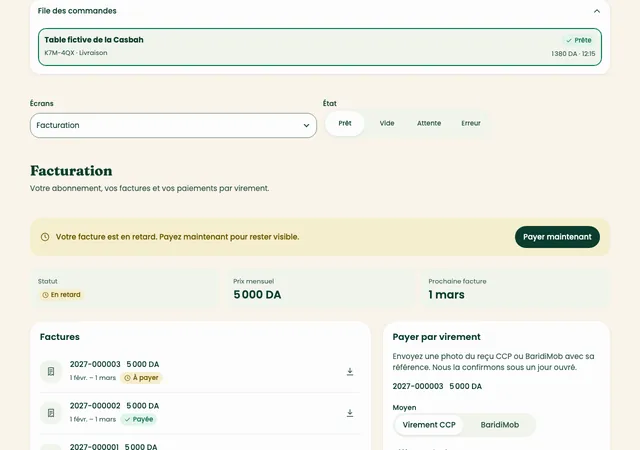 File des commandes
Table fictive de la Casbah
Prête
K7M-4QX · Livraison
1 380 DA · 12:15
Écrans
État
Facturation
Prêt
Vide
Attente
Erreur
Facturation
Votre abonnement, vos factures et vos paiements par virement.
Votre facture est en retard. Payez maintenant pour rester visible.
Payer maintenant
Statut
En retard
Prix mensuel
5 000 DA
Prochaine facture
1 mars
Factures
2027-000003 5 000 DA
1 févr. – 1 mars À payer
2027-000002 5 000 DA
1 févr. – 1 mars Payée
2027-000001 5 000 DA
Payer par virement
Envoyez une photo du reçu CCP ou BaridiMob avec sa
référence. Nous la confirmons sous un jour ouvré.
2027-000003 5 000 DA
Moyen
Virement CCP
BaridiMob